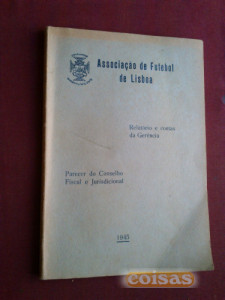 Associação de Futebol
de Lisboa
Relatório e contas
da Gerência
Parecer do Conselho
Fiscal e Jurisdicional
1945
coisas